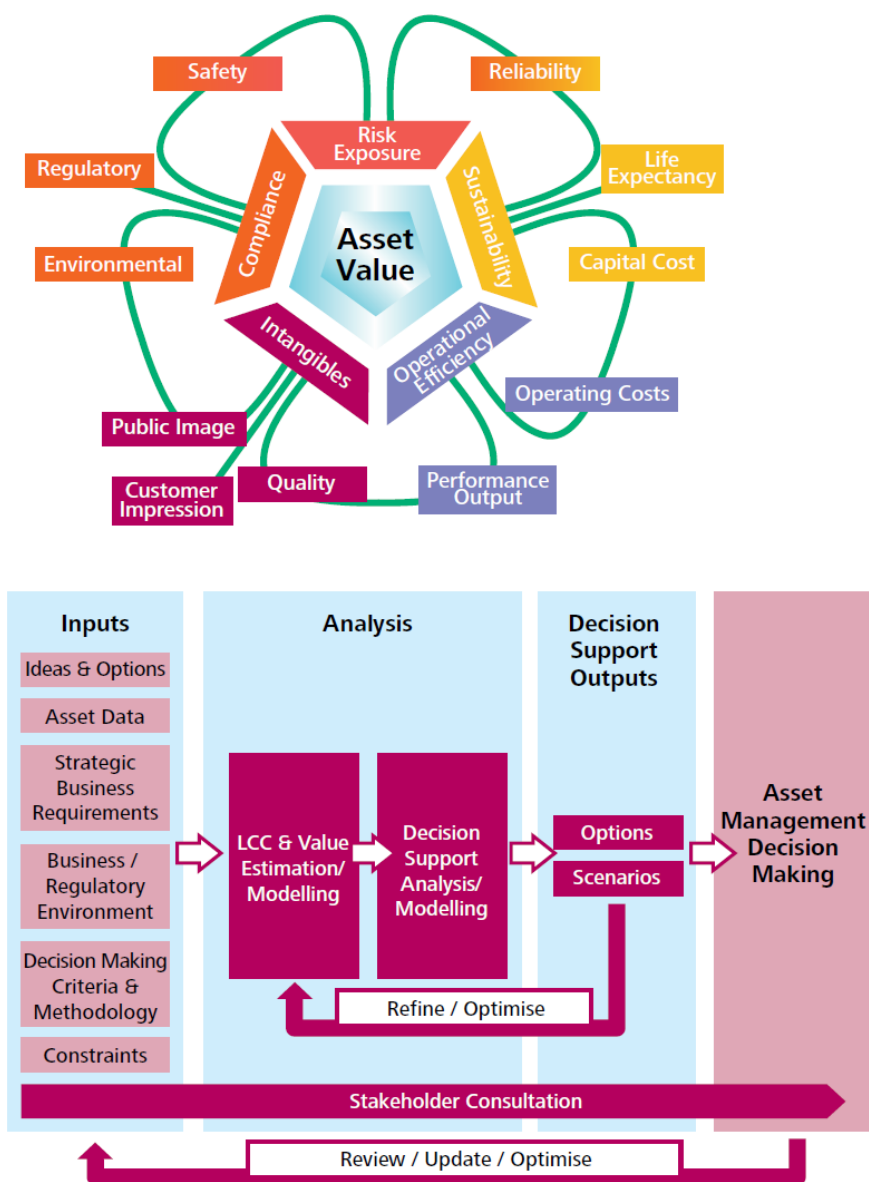 Safety
Reliability
Risk
Exposure
Regulatory
Life
Expectancy
Compliance
Sustainability
Asset
Value
Environmental
Capital Cost
Intangibles
Operational
Efficiency
Operating Costs
Public Image
Customer
Impression
Quality
Performance
Output
Inputs
Ideas & Options
Asset Data
Strategic
Business
Requirements
Business /
Regulatory
Environment
Decision Making
Criteria &
Methodology
Constraints
Analysis
LCC & Value
Estimation/
Modelling
Decision
Support
Analysis/
Modelling
Decision
Support
Outputs
Options
Scenarios
Asset
Management
Decision
Making
Refine / Optimise
Stakeholder Consultation
Review / Update / Optimise